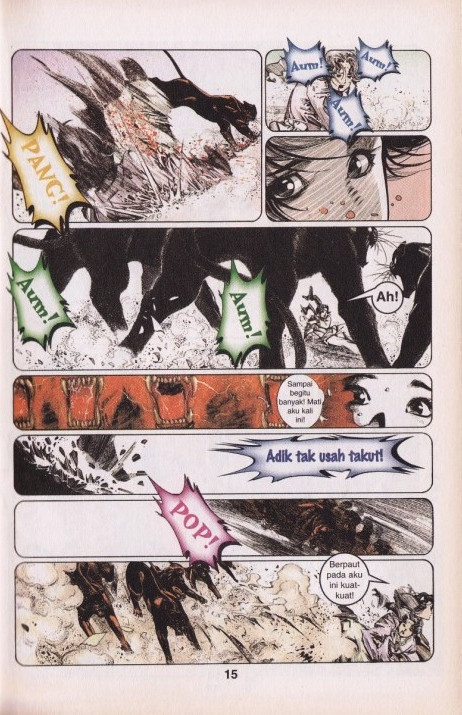 PANG!
Aum!
Aum!
Aum!
Aum!
Aum!
Ah!
Sampai
begitu
banyak! Mati
aku kali
ini!
Adik tak usah takut!
POP!
Berpaut
pada aku
ini kuat-
kuat!
15